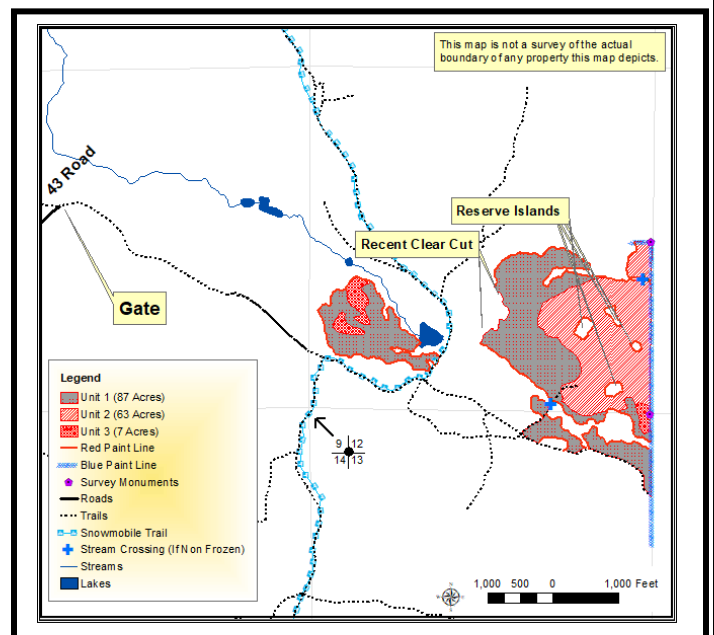 This map is not a survey of the actual
boundary of any property this map depicts.
43 Road
Reserve Islands
Recent Clear Cut
Gate
Legend
Unit 1 (87 Acres)
Unit 2 (63 Acres)
Unit 3 (7 Acres)
Red Paint Line
Blue Paint Line
Survey Monuments
Roads
Trails
Snowmobile Trail
Stream Crossing (If Non Frozen)
Streams
Lakes
9 12
14 13
1,000 500 0 1,000 Feet